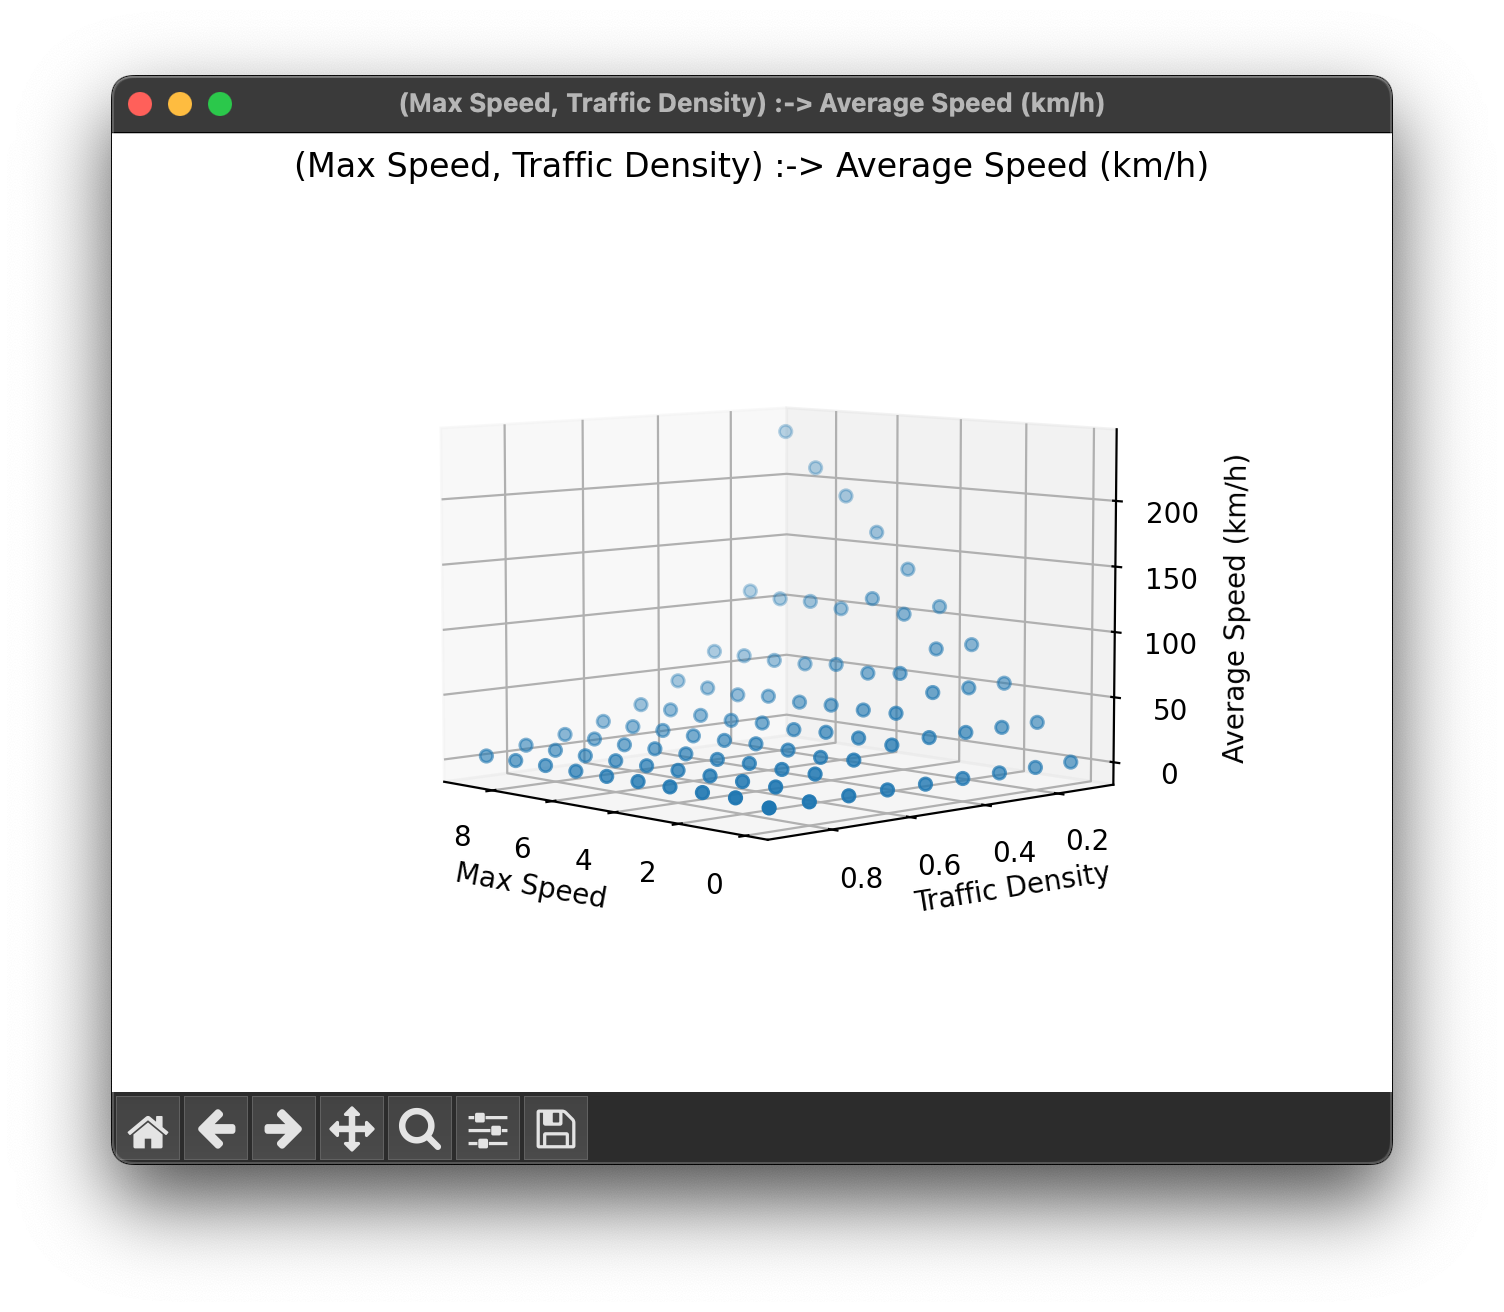 (Max Speed, Traffic Density) :-> Average Speed (km/h)
(Max Speed, Traffic Density) :-> Average Speed (km/h)
200
150
100
50
0
Average Speed (km/h)
8
6
4
2
0
Max Speed
0.8
0.6
0.4
0.2
Traffic Density